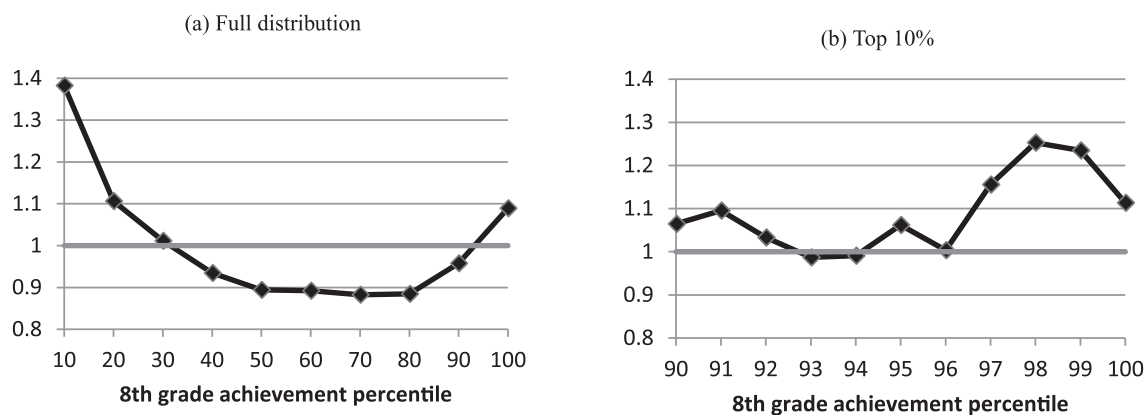 (a) Full distribution
1.4
1.3
1.2
1.1
1
0.9
0.8
10 20 30 40 50 60 70 80 90 100
8th grade achievement percentile
(b) Top 10%
1.4
1.3
1.2
1.1
1
0.9
0.8
90 91 92 93 94 95 96 97 98 99 100
8th grade achievement percentile